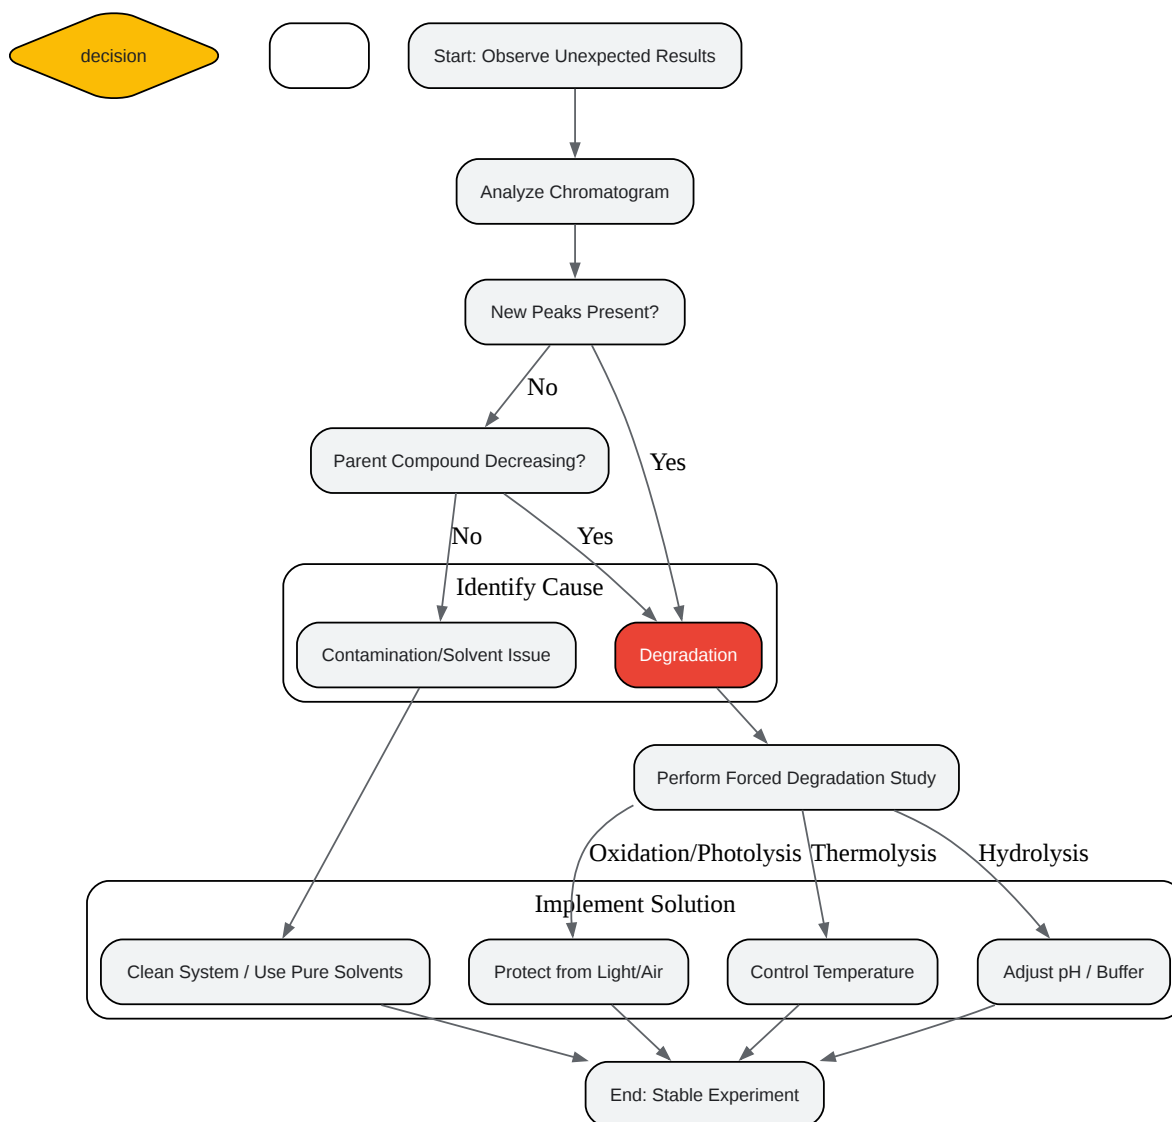 decision
Start: Observe Unexpected Results
Analyze Chromatogram
New Peaks Present?
No
Parent Compound Decreasing?
Yes
No
Yes
Identify Cause
Contamination/Solvent Issue
Degradation
Perform Forced Degradation Study
Oxidation/Photolysis
Thermolysis
Hydrolysis
Implement Solution
Clean System / Use Pure Solvents
Protect from Light/Air
Control Temperature
Adjust pH / Buffer
End: Stable Experiment